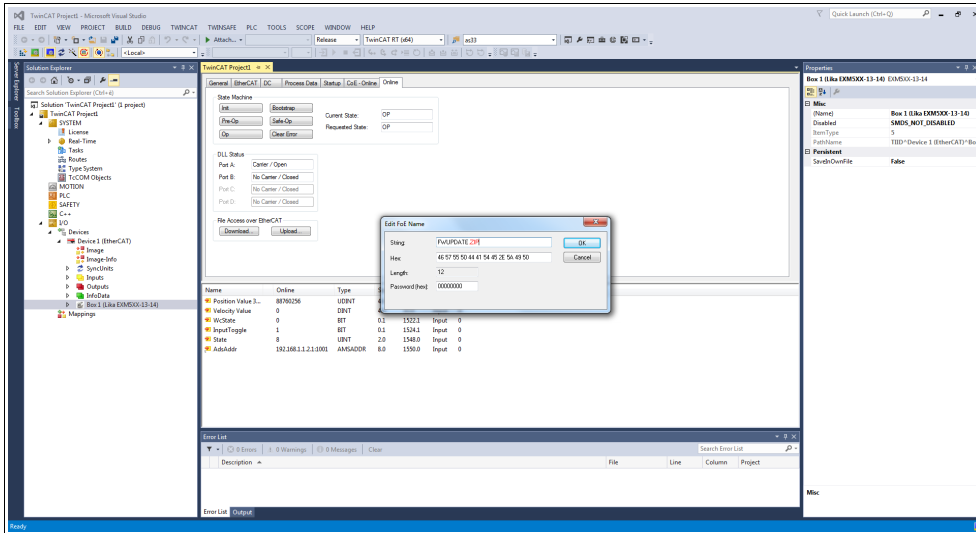 TwinCAT Project1 - Microsoft Visual Studio
Quick Launch (Ctrl+Q)
FILE EDIT VIEW PROJECT BUILD DEBUG TWINCAT TWINSAFE PLC TOOLS SCOPE WINDOW HELP
Attach... Release TwinCAT RT (x64) as33
<Local>
Server Explorer
Toolbox
Solution Explorer
Search Solution Explorer (Ctrl+è)
Solution 'TwinCAT Project1' (1 project)
TwinCAT Project1
SYSTEM
License
Real-Time
Tasks
Routes
Type System
TcCOM Objects
MOTION
PLC
SAFETY
C++
I/O
Devices
Device 1 (EtherCAT)
Image
Image-Info
SyncUnits
Inputs
Outputs
InfoData
Box 1 (Lika EXM5XX-13-14)
Mappings
TwinCAT Project1
General EtherCAT DC Process Data Startup CoE - Online Online
State Machine
Init Bootstrap
Pre-Op Safe-Op
Op Clear Error
Current State: OP
Requested State: OP
DLL Status
Port A: Carrier / Open
Port B: No Carrier / Closed
Port C: No Carrier / Closed
Port D: No Carrier / Closed
File Access over EtherCAT
Download... Upload...
Edit FoE Name
String: FWUPDATE.ZIP OK
Hex: 46 57 55 50 44 41 54 45 2E 5A 49 50 Cancel
Length: 12
Password (hex): 00000000
Name Online Type
Position Value 3... 88760256 UDINT
Velocity Value 0 DINT
WcState 0 BIT 0.1 1522.1 Input 0
InputToggle 1 BIT 0.1 1524.1 Input 0
State 8 UINT 2.0 1548.0 Input 0
AdsAddr 192.168.1.1.2.1:1001 AMSADDR 8.0 1550.0 Input 0
Error List
0 Errors 0 Warnings 0 Messages Clear
Search Error List
Description File Line Column Project
Error List Output
Properties
Box 1 (Lika EXM5XX-13-14) EXM5XX-13-14
Misc
(Name) Box 1 (Lika EXM5XX-13-14)
Disabled SMDS_NOT_DISABLED
ItemType 5
PathName TIID^Device 1 (EtherCAT)^Bo
Persistent
SaveInOwnFile False
Misc
Ready